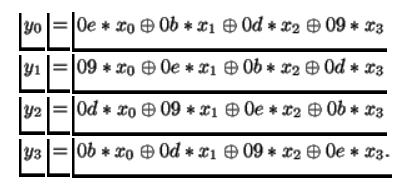 y₀ = 0e * x₀ ⊕ 0b * x₁ ⊕ 0d * x₂ ⊕ 09 * x₃
y₁ = 09 * x₀ ⊕ 0e * x₁ ⊕ 0b * x₂ ⊕ 0d * x₃
y₂ = 0d * x₀ ⊕ 09 * x₁ ⊕ 0e * x₂ ⊕ 0b * x₃
y₃ = 0b * x₀ ⊕ 0d * x₁ ⊕ 09 * x₂ ⊕ 0e * x₃.